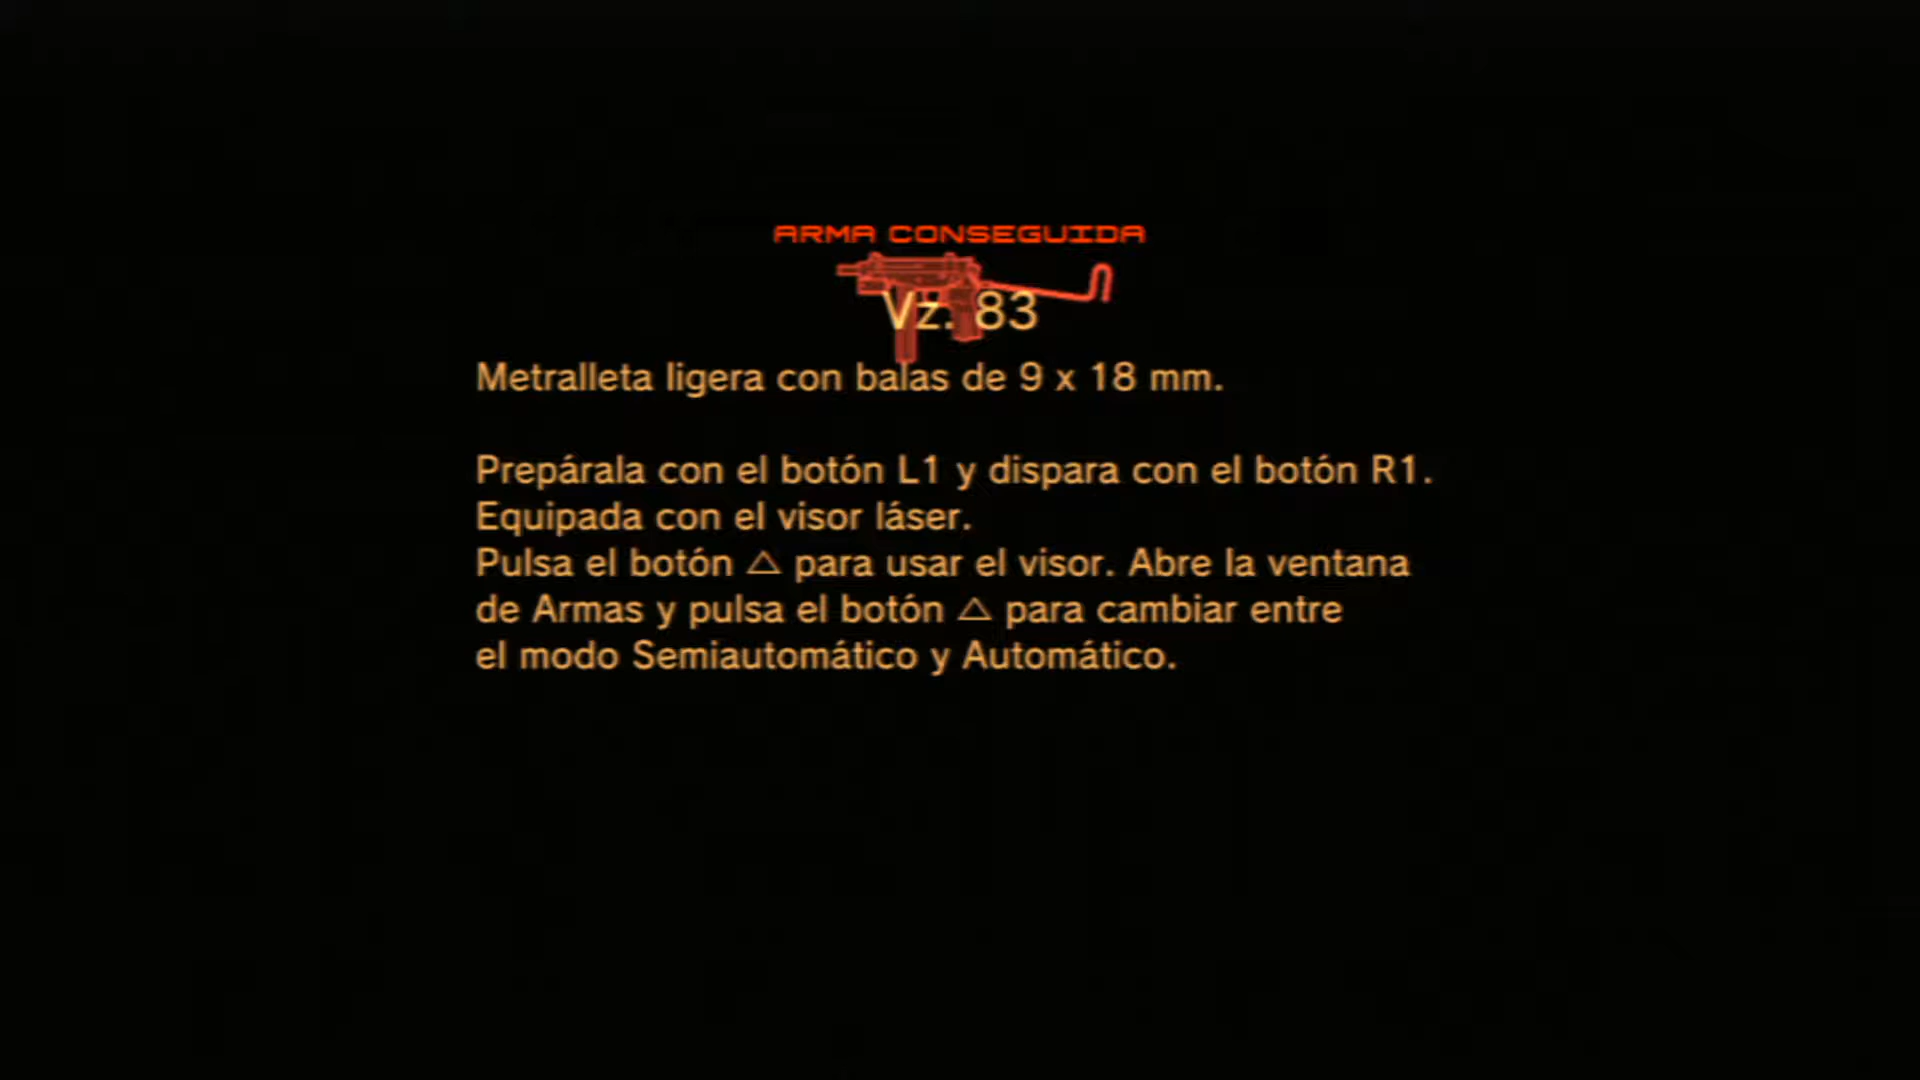 ARMA CONSEGUIDA
Vz. 83
Metralleta ligera con balas de 9 x 18 mm.
Prepárala con el botón L1 y dispara con el botón R1.
Equipada con el visor láser.
Pulsa el botón △ para usar el visor. Abre la ventana
de Armas y pulsa el botón △ para cambiar entre
el modo Semiautomático y Automático.